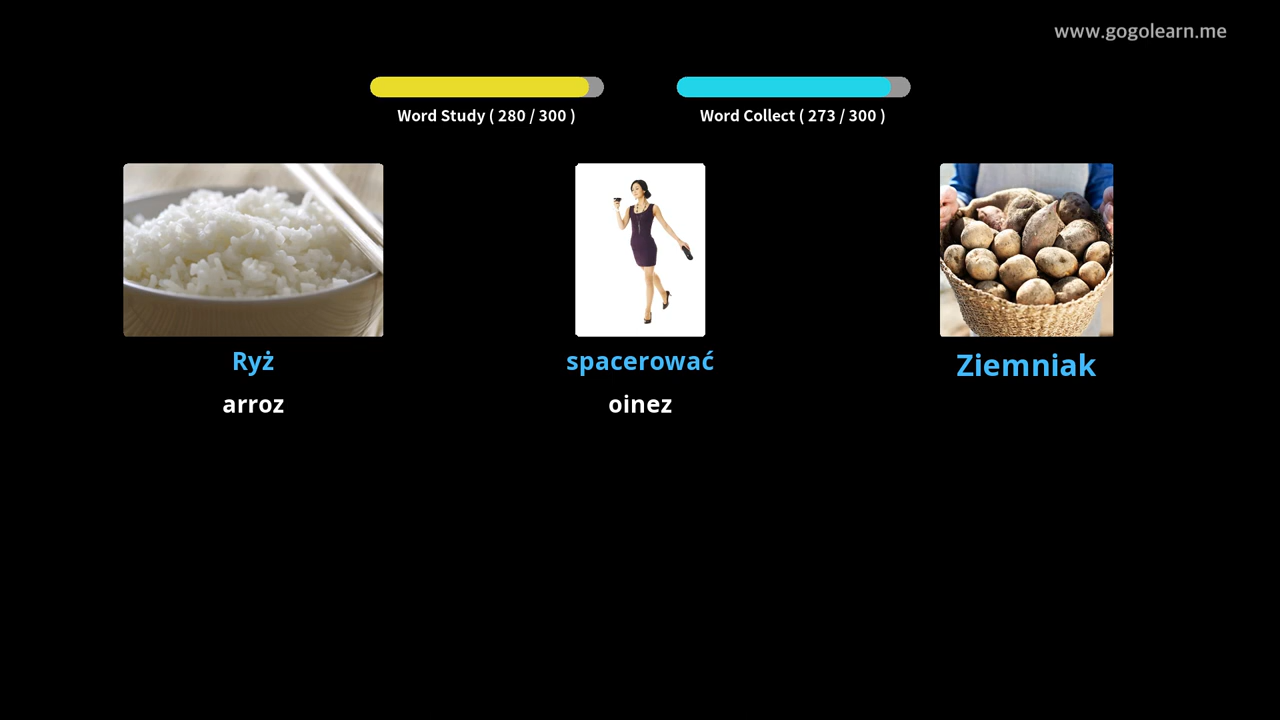 www.gogolearn.me
Word Study ( 280 / 300 )
Word Collect ( 273 / 300 )
Ryż
spacerować
Ziemniak
arroz
oinez